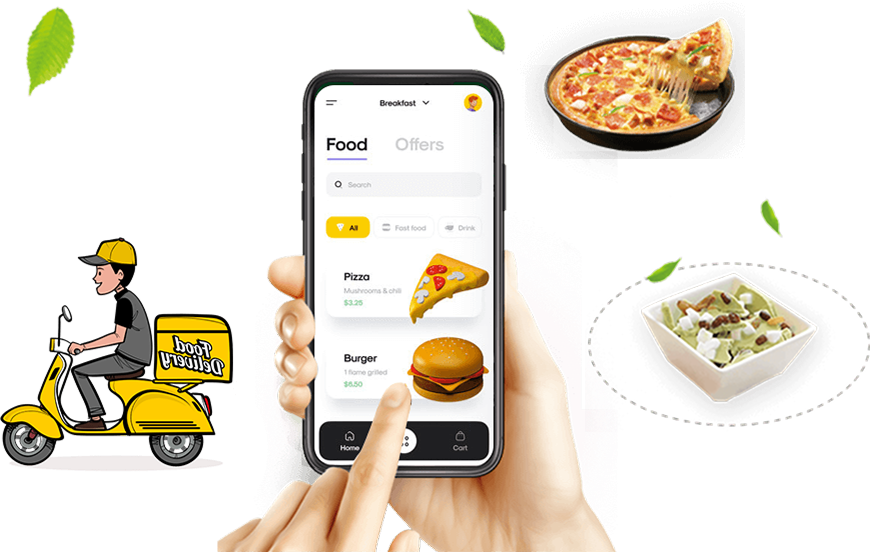 Breakfast
Food Offers
Search
All Fast food Drink
Pizza
Mushrooms & chili
$3.25
Burger
1 flame grilled
$5.50
Home Cart
Food
Delivery